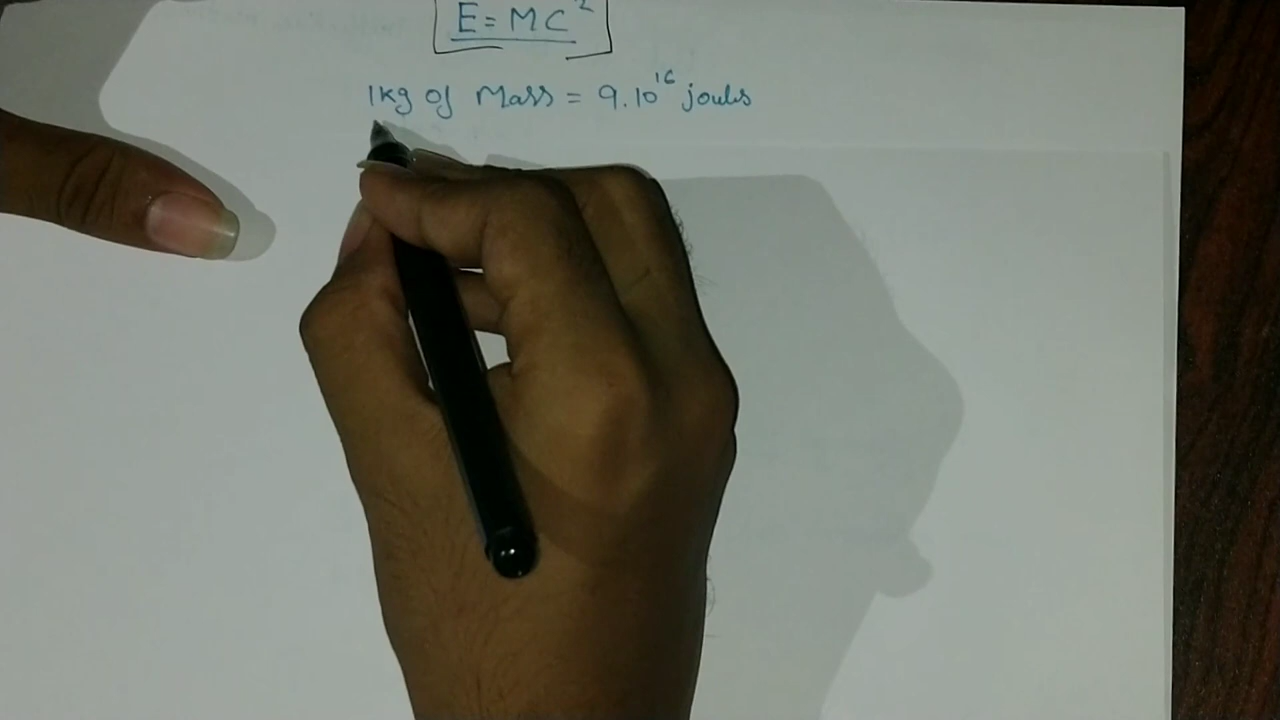 E = MC²
1kg of Mass = 9.10¹⁶ joules